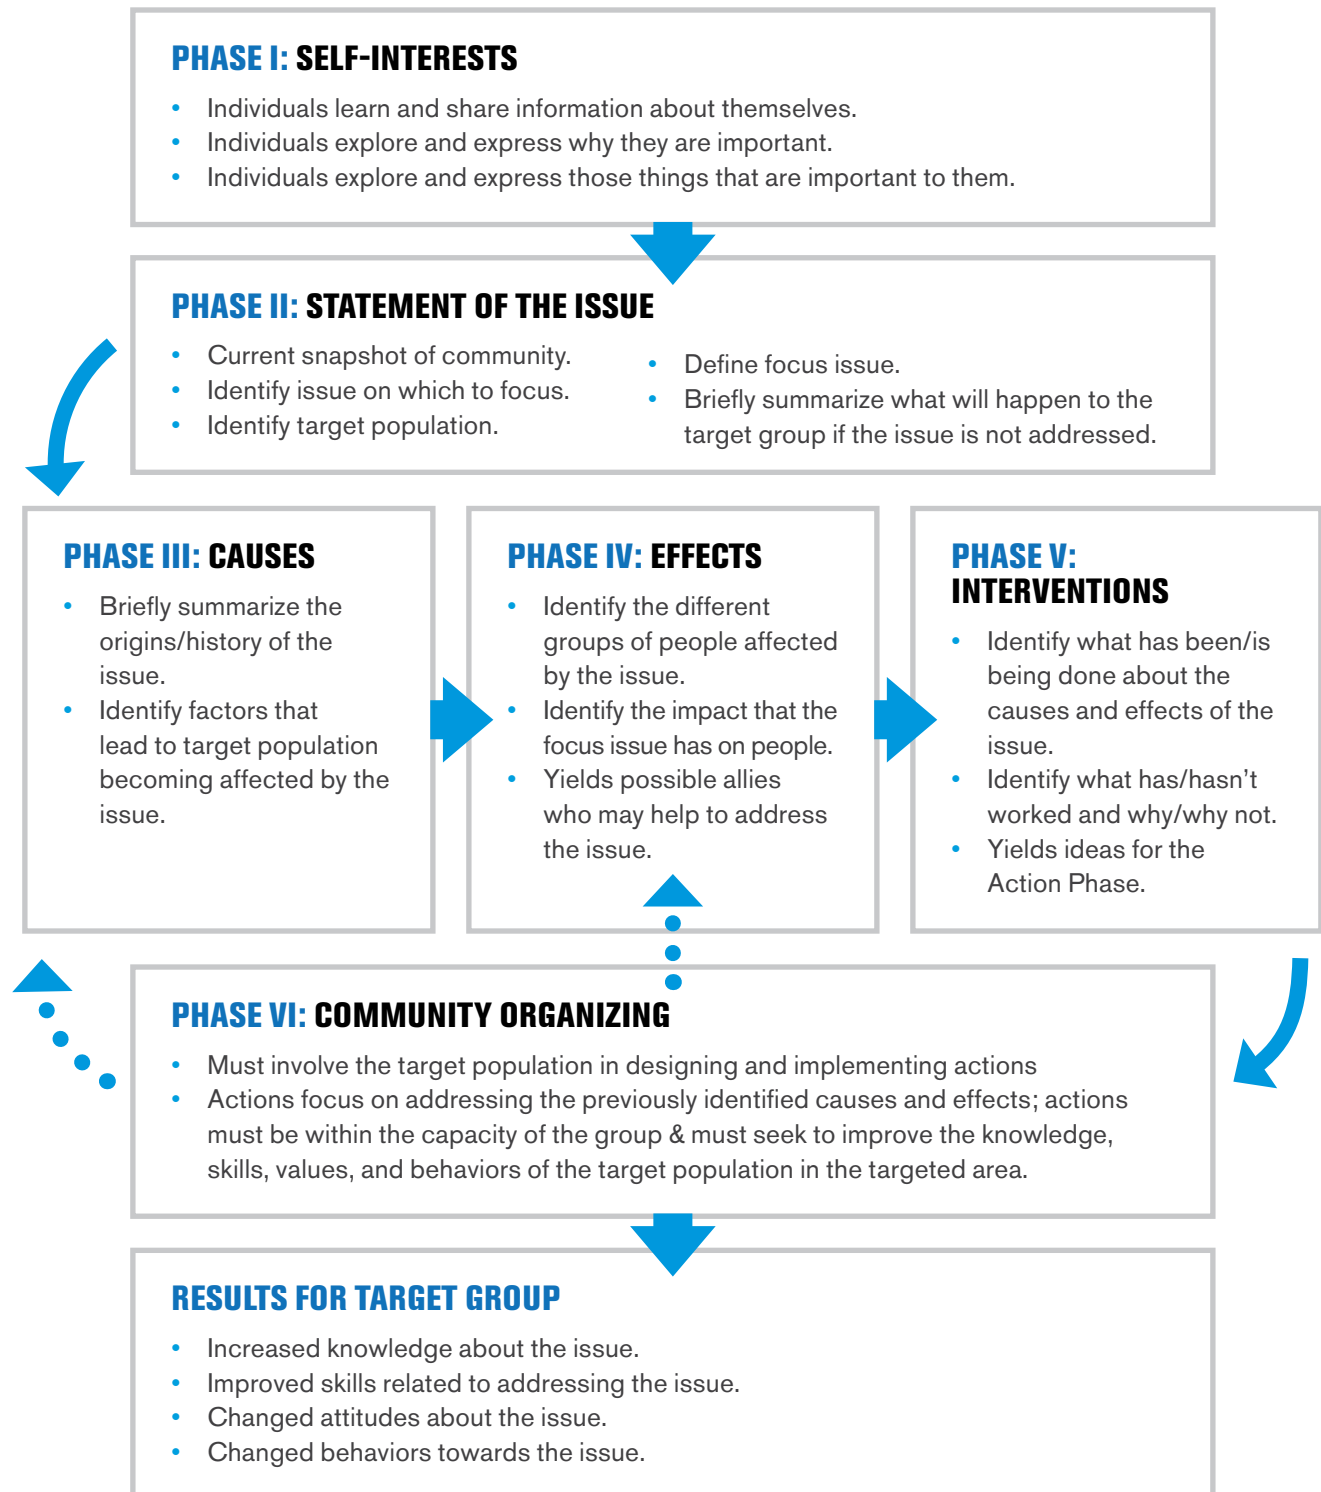 PHASE I: SELF-INTERESTS
• Individuals learn and share information about themselves.
• Individuals explore and express why they are important.
• Individuals explore and express those things that are important to them.
PHASE II: STATEMENT OF THE ISSUE
• Current snapshot of community.
• Identify issue on which to focus.
• Identify target population.
• Define focus issue.
• Briefly summarize what will happen to the
target group if the issue is not addressed.
PHASE III: CAUSES
• Briefly summarize the
origins/history of the
issue.
• Identify factors that
lead to target population
becoming affected by the
issue.
PHASE IV: EFFECTS
• Identify the different
groups of people affected
by the issue.
• Identify the impact that the
focus issue has on people.
• Yields possible allies
who may help to address
the issue.
PHASE V:
INTERVENTIONS
• Identify what has been/is
being done about the
causes and effects of the
issue.
• Identify what has/hasn’t
worked and why/why not.
• Yields ideas for the
Action Phase.
PHASE VI: COMMUNITY ORGANIZING
• Must involve the target population in designing and implementing actions
• Actions focus on addressing the previously identified causes and effects; actions
must be within the capacity of the group & must seek to improve the knowledge,
skills, values, and behaviors of the target population in the targeted area.
RESULTS FOR TARGET GROUP
• Increased knowledge about the issue.
• Improved skills related to addressing the issue.
• Changed attitudes about the issue.
• Changed behaviors towards the issue.